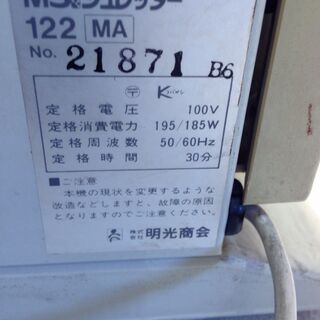 MSシュレッダー
122 MA
No. 21871 B6
〒
定格電圧 100V
定格消費電力 195/185W
定格周波数 50/60Hz
定格時間 30分
■ご注意
本機の現状を変更するような
改造などしますと、故障の原因
となりますのでご注意ください。
株式会社 明光商会